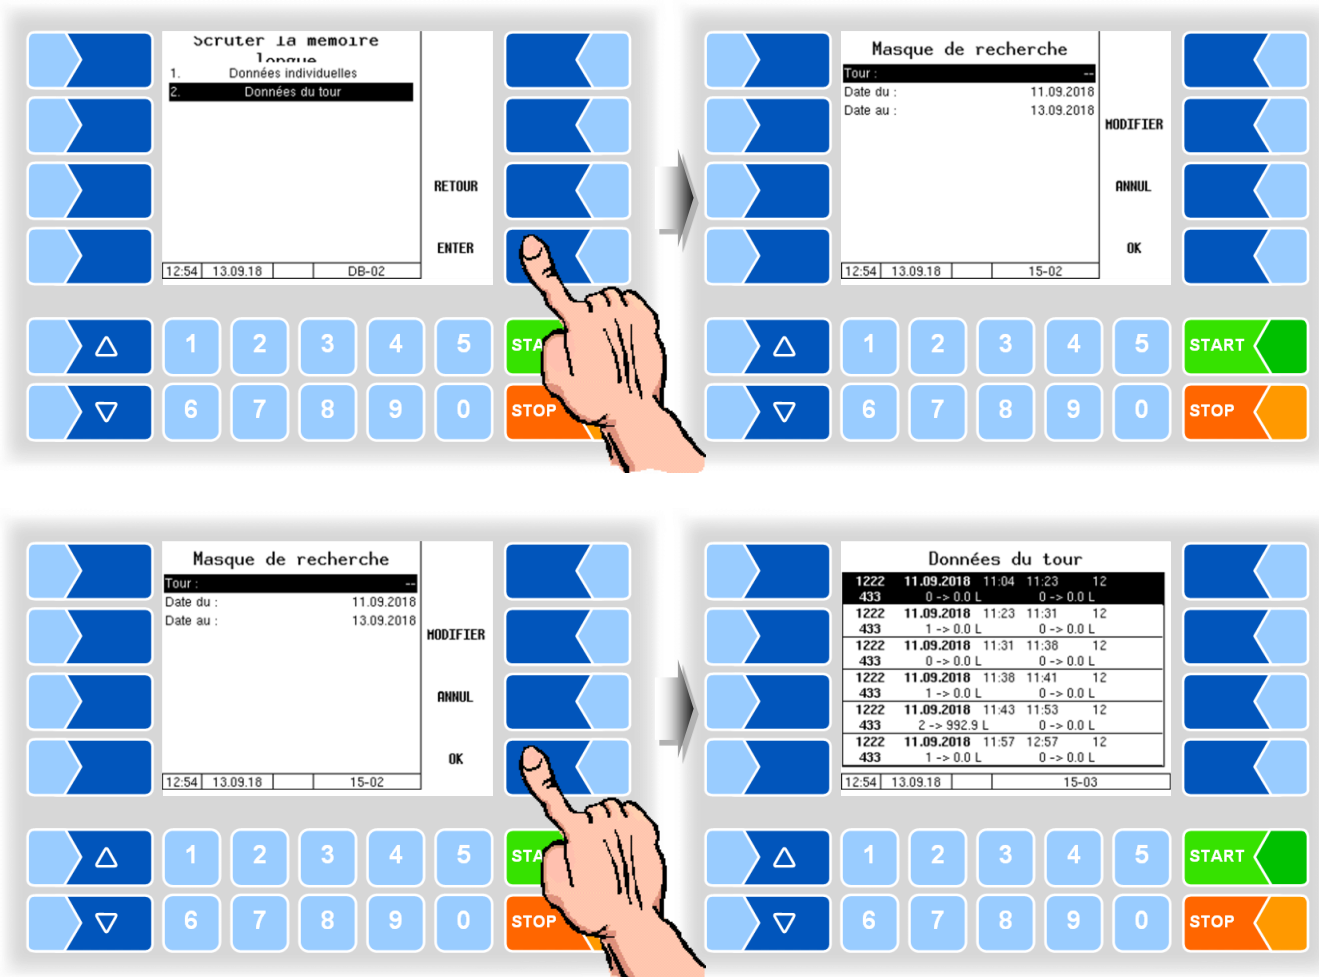 Scruter la memoire
longue
1. Données individuelles
2. Données du tour
RETOUR
ENTER
12:54 13.09.18 DB-02
1 2 3 4 5 STA
6 7 8 9 0 STOP
Masque de recherche
Tour : --
Date du : 11.09.2018
Date au : 13.09.2018
MODIFIER
ANNUL
OK
12:54 13.09.18 15-02
1 2 3 4 5 START
6 7 8 9 0 STOP
Masque de recherche
Tour : --
Date du : 11.09.2018
Date au : 13.09.2018
MODIFIER
ANNUL
OK
12:54 13.09.18 15-02
1 2 3 4 5 STA
6 7 8 9 0 STOP
Données du tour
1222 11.09.2018 11:04 11:23 12
433 0 -> 0.0 L 0 -> 0.0 L
1222 11.09.2018 11:23 11:31 12
433 1 -> 0.0 L 0 -> 0.0 L
1222 11.09.2018 11:31 11:38 12
433 0 -> 0.0 L 0 -> 0.0 L
1222 11.09.2018 11:38 11:41 12
433 1 -> 0.0 L 0 -> 0.0 L
1222 11.09.2018 11:43 11:53 12
433 2 -> 992.9 L 0 -> 0.0 L
1222 11.09.2018 11:57 12:57 12
433 1 -> 0.0 L 0 -> 0.0 L
12:54 13.09.18 15-03
1 2 3 4 5 START
6 7 8 9 0 STOP